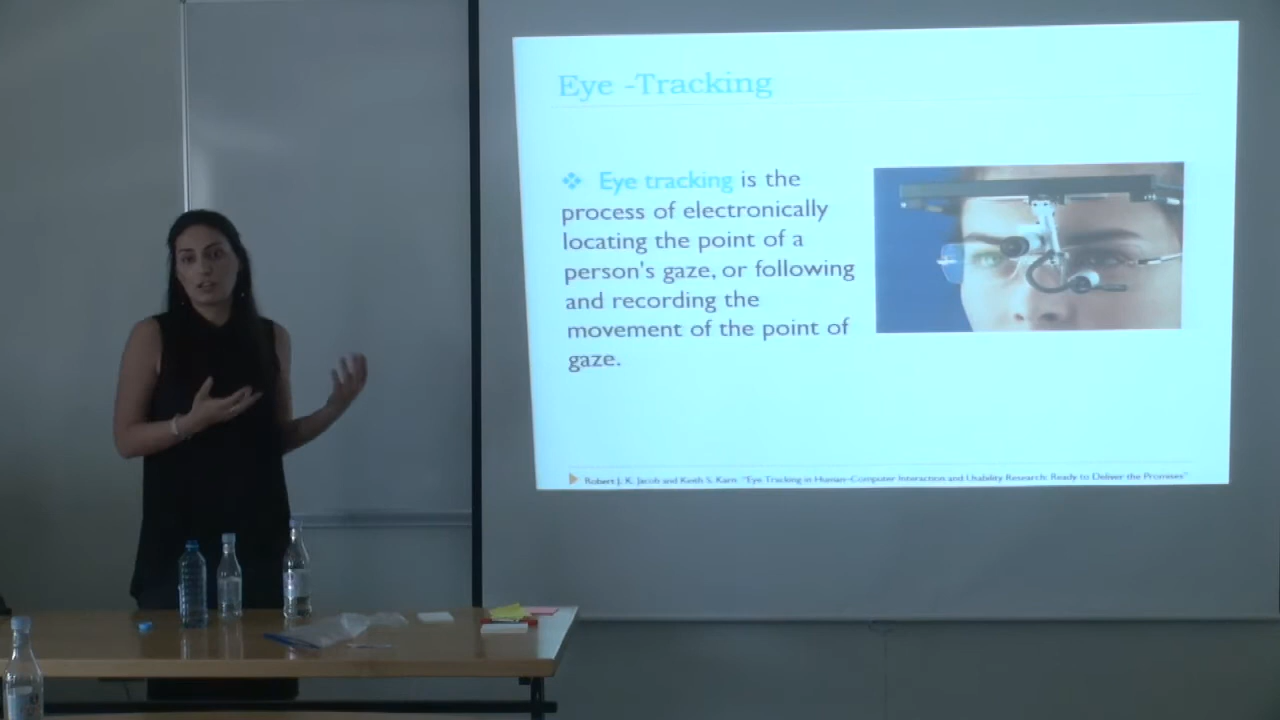 Eye -Tracking
Eye tracking is the
process of electronically
locating the point of a
person's gaze, or following
and recording the
movement of the point of
gaze.
Robert J. K. Jacob and Keith S. Karn "Eye Tracking in Human-Computer Interaction and Usability Research: Ready to Deliver the Promises"